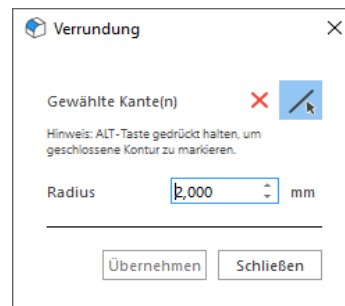 Verrundung
Gewählte Kante(n)
Hinweis: ALT-Taste gedrückt halten, um
geschlossene Kontur zu markieren.
Radius 2,000 mm
Übernehmen Schließen